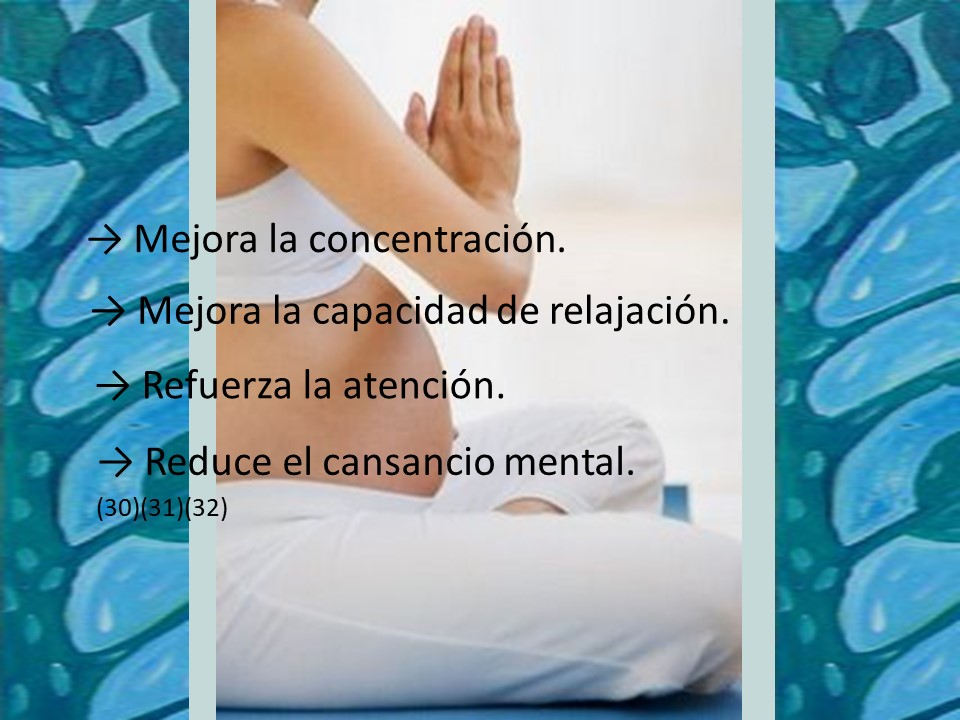 → Mejora la concentración.
→ Mejora la capacidad de relajación.
→ Refuerza la atención.
→ Reduce el cansancio mental.
(30)(31)(32)